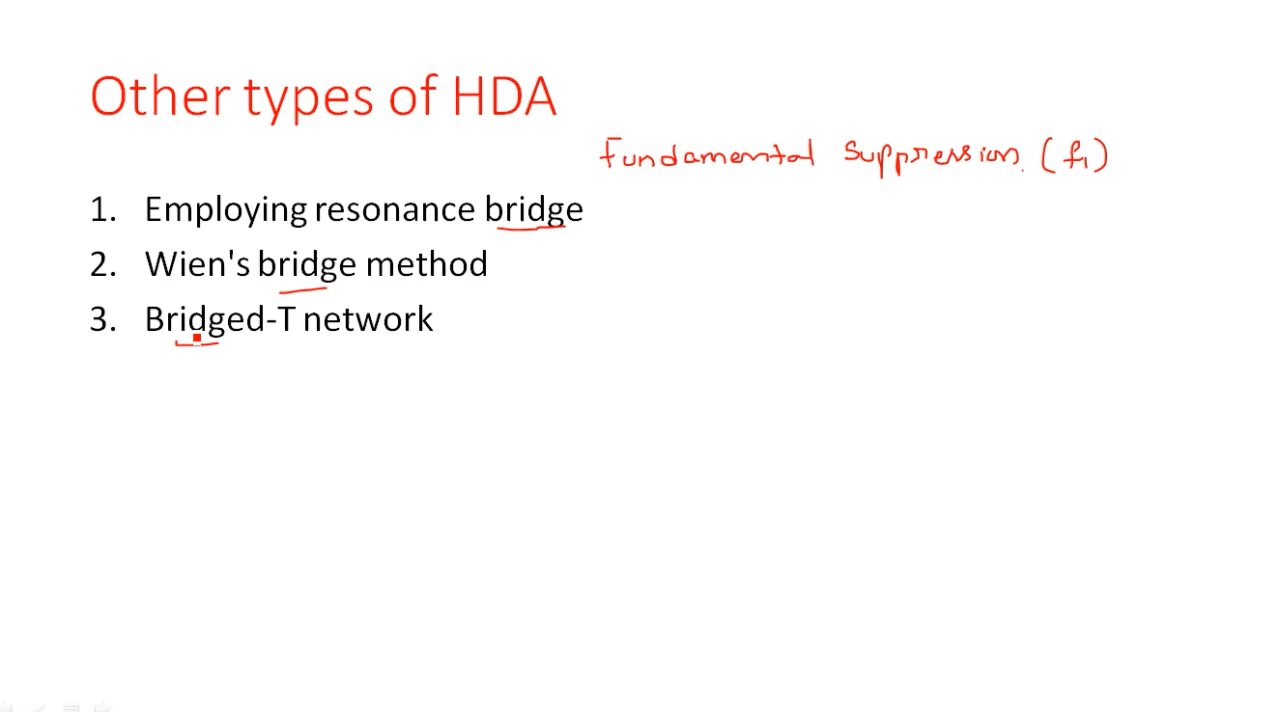 Other types of HDA
Fundamental Suppression. (f1)
1. Employing resonance bridge
2. Wien's bridge method
3. Bridged-T network